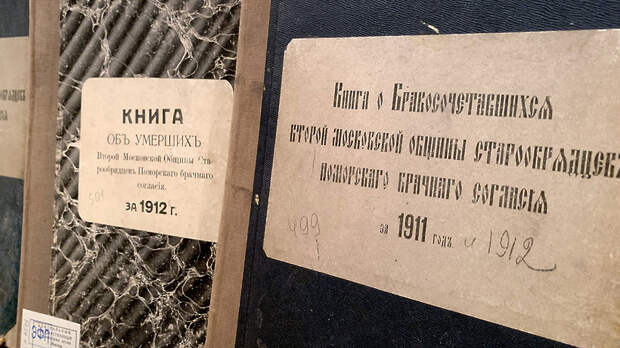 КНИГА
ОБЪ УМЕРШИХЪ
Второй Московской Общины Ста-
рообрядцевъ Поморскаго брачнаго
согласія.
ЗА 1912 г.
Книга о Бракосочетавшихся
второй московской общины старообрядцевъ
поморскаго брачнаго согласія
за 1911 годъ и 1912
499
ЭФП